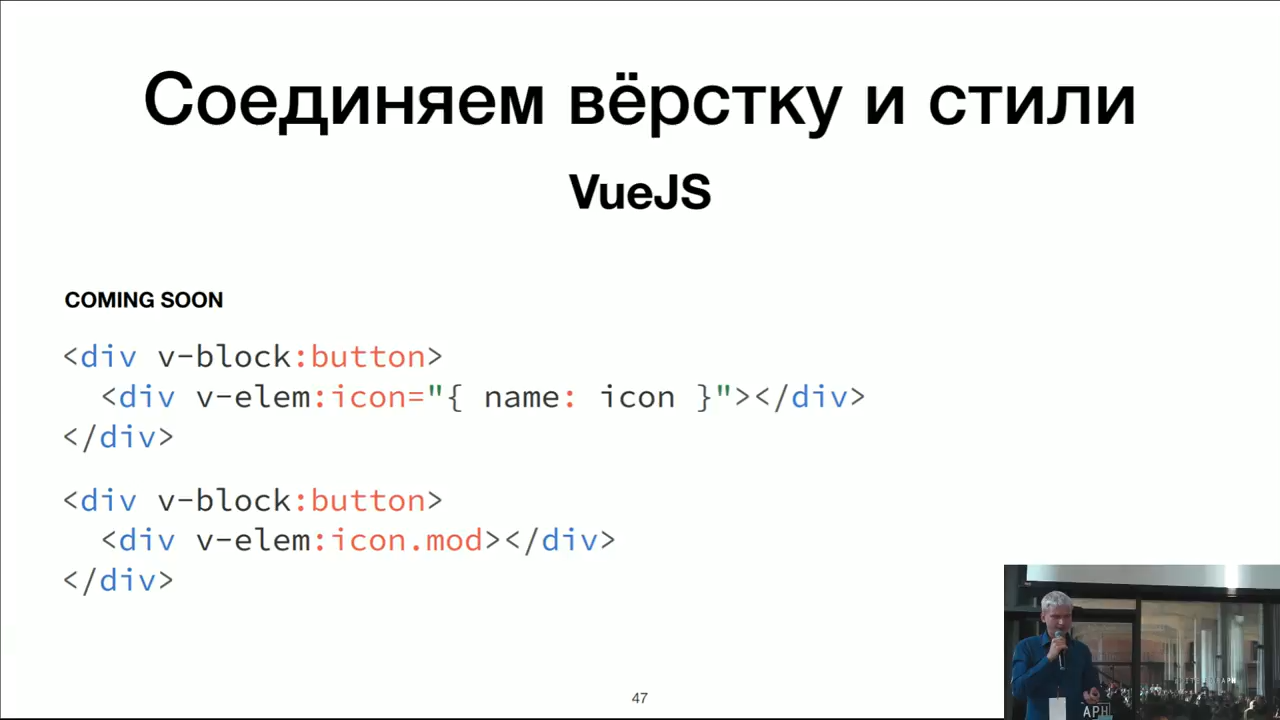 Соединяем вёрстку и стили
VueJS
COMING SOON
<div v-block:button>
  <div v-elem:icon="{ name: icon }"></div>
</div>
<div v-block:button>
  <div v-elem:icon.mod></div>
</div>
47
APH